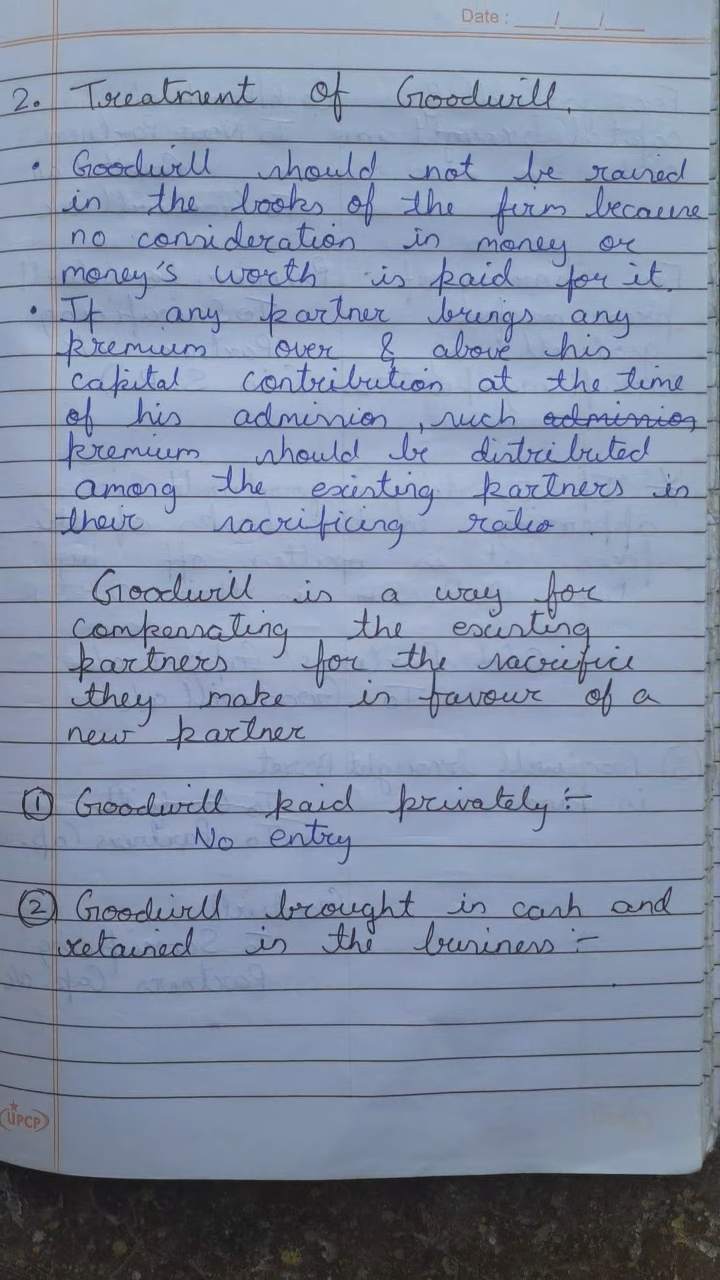 Date : ___/___/___
2. Treatment of Goodwill.
• Goodwill should not be raised
in the books of the firm because
no consideration in money or
money's worth is paid for it.
• If any partner brings any
premium over & above his
capital contribution at the time
of his admission, such admission
premium should be distributed
among the existing partners in
their sacrificing ratio.
Goodwill is a way for
compensating the existing
partners for the sacrifice
they make in favour of a
new partner
① Goodwill paid privately :-
No entry
② Goodwill brought in cash and
retained in the business :-
UPCP